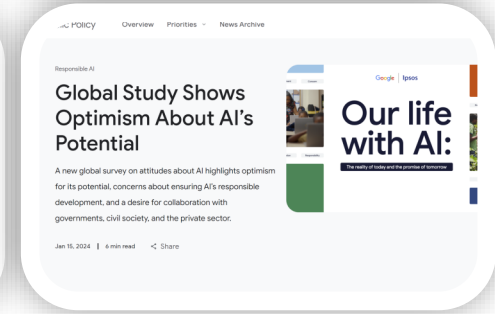 Policy
Overview
Priorities
News Archive
Responsible AI
Global Study Shows
Optimism About AI's
Potential
A new global survey on attitudes about AI highlights optimism
for its potential, concerns about ensuring AI's responsible
development, and a desire for collaboration with
governments, civil society, and the private sector.
Jan 15, 2024 | 6 min read
Share
Google | Ipsos
Our life
with AI:
The reality of today and the promise of tomorrow